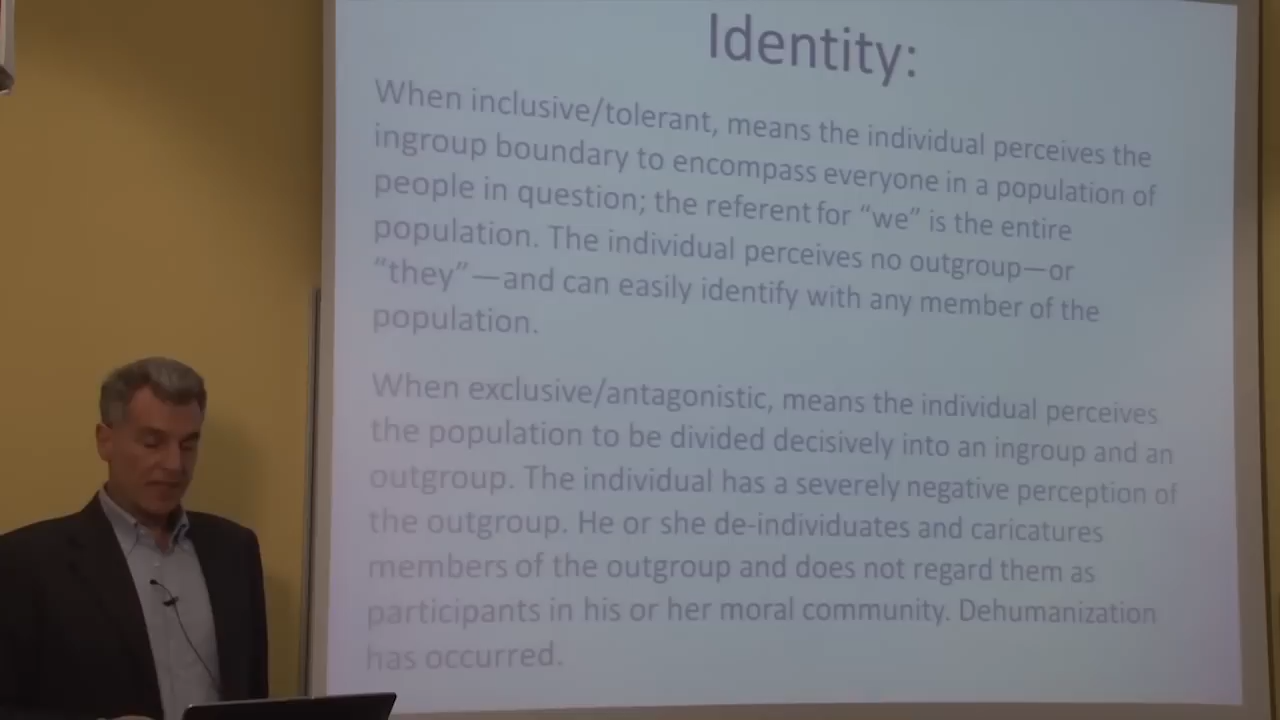 Identity:
When inclusive/tolerant, means the individual perceives the
ingroup boundary to encompass everyone in a population of
people in question; the referent for “we” is the entire
population. The individual perceives no outgroup—or
“they”—and can easily identify with any member of the
population.
When exclusive/antagonistic, means the individual perceives
the population to be divided decisively into an ingroup and an
outgroup. The individual has a severely negative perception of
the outgroup. He or she de-individuates and caricatures
members of the outgroup and does not regard them as
participants in his or her moral community. Dehumanization
has occurred.